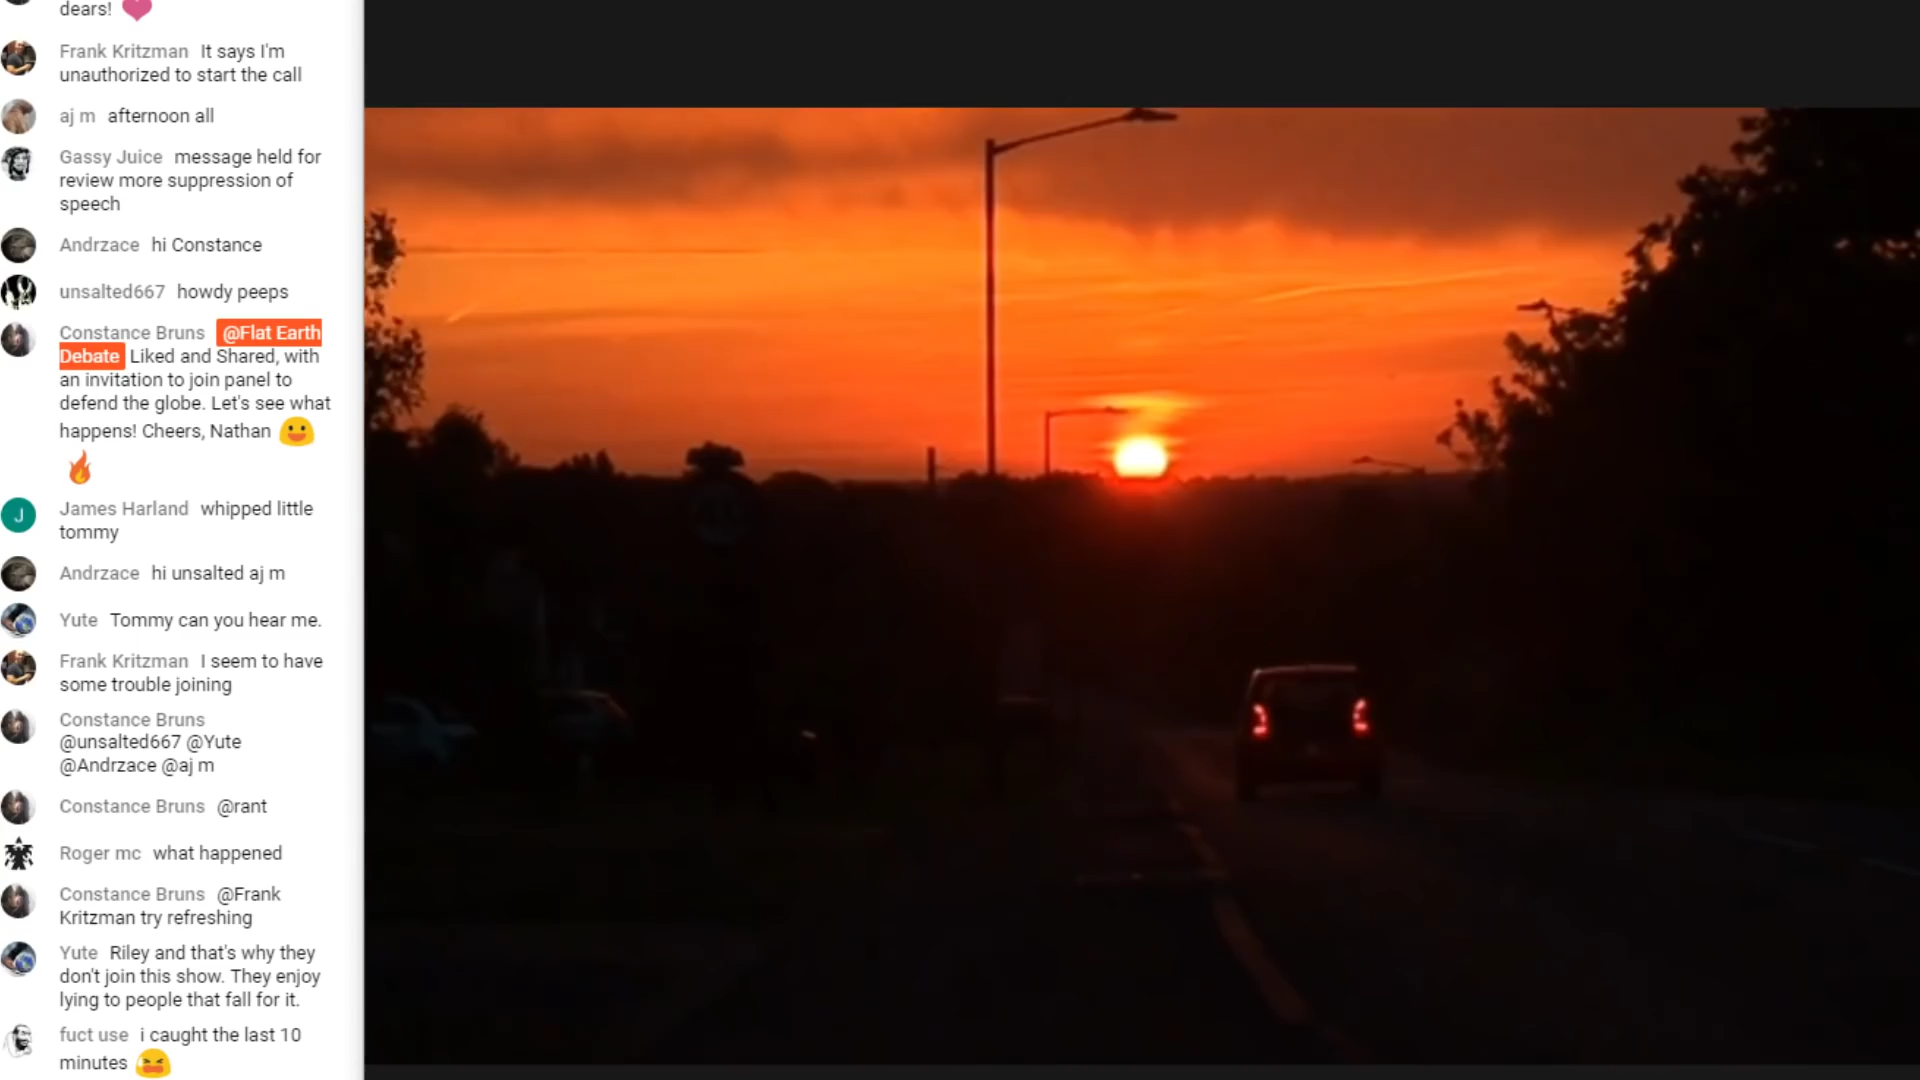 dears!
Frank Kritzman It says I'm
unauthorized to start the call
aj m afternoon all
Gassy Juice message held for
review more suppression of
speech
Andrzace hi Constance
unsalted667 howdy peeps
Constance Bruns @Flat Earth
Debate Liked and Shared, with
an invitation to join panel to
defend the globe. Let's see what
happens! Cheers, Nathan
J
James Harland whipped little
tommy
Andrzace hi unsalted aj m
Yute Tommy can you hear me.
Frank Kritzman I seem to have
some trouble joining
Constance Bruns
@unsalted667 @Yute
@Andrzace @aj m
Constance Bruns @rant
Roger mc what happened
Constance Bruns @Frank
Kritzman try refreshing
Yute Riley and that's why they
don't join this show. They enjoy
lying to people that fall for it.
fuct use i caught the last 10
minutes